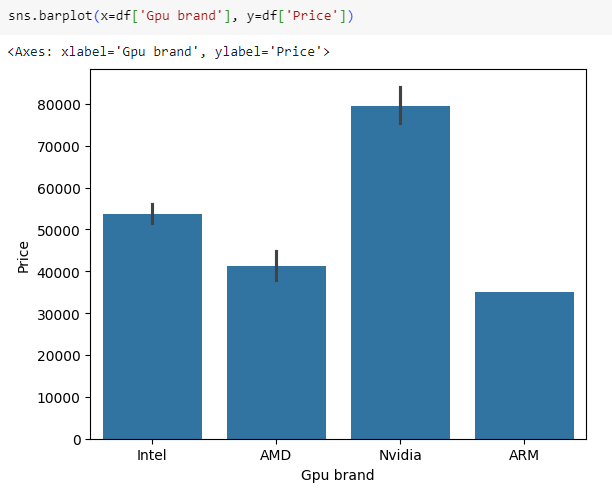 sns.barplot(x=df['Gpu brand'], y=df['Price'])
<Axes: xlabel='Gpu brand', ylabel='Price'>
80000
70000
60000
50000
40000
30000
20000
10000
0
Price
Intel AMD Nvidia ARM
Gpu brand